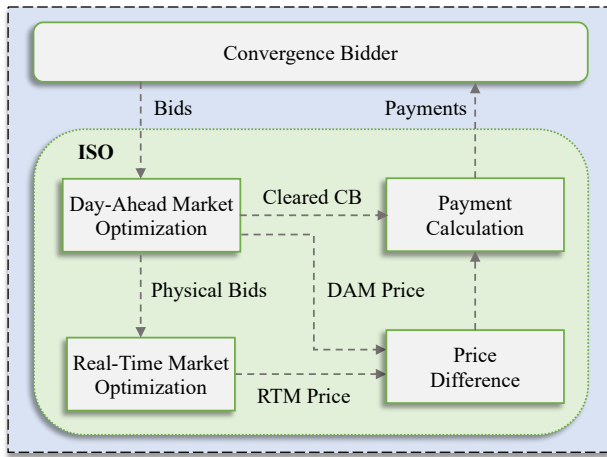 Convergence Bidder
Bids
Payments
ISO
Day-Ahead Market
Optimization
Cleared CB
Payment
Calculation
Physical Bids
DAM Price
Real-Time Market
Optimization
RTM Price
Price
Difference